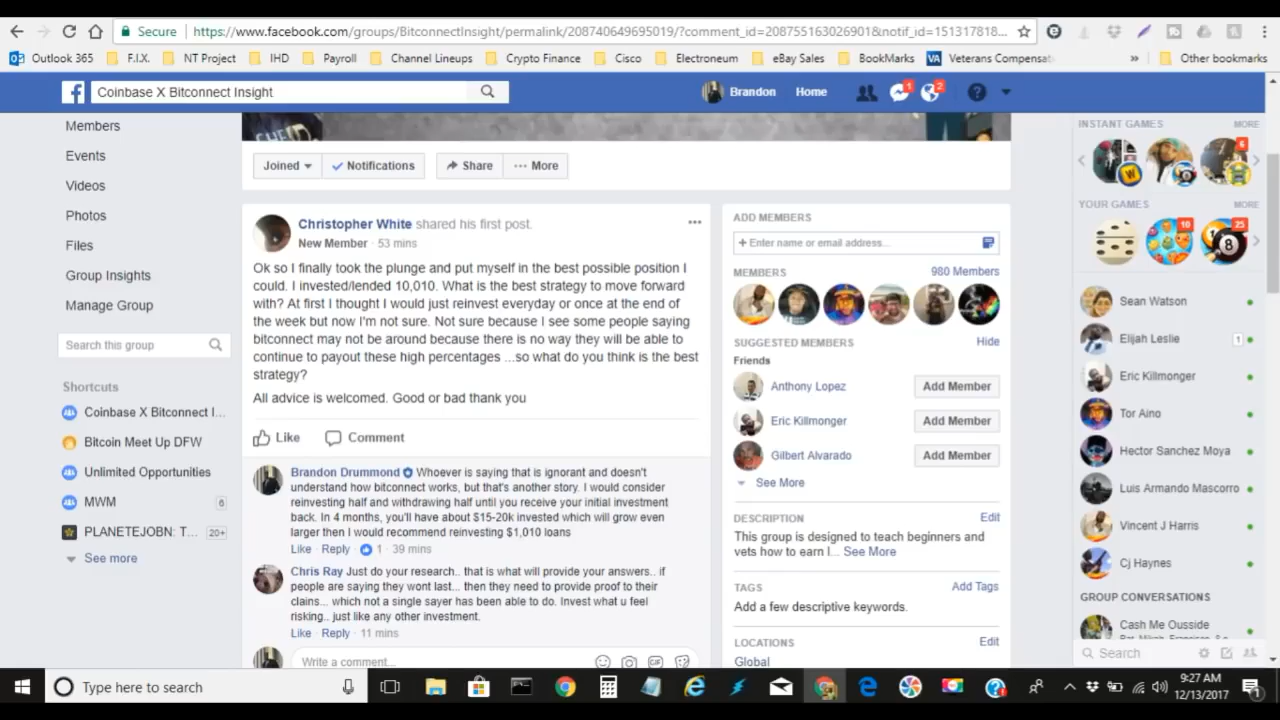 Secure https://www.facebook.com/groups/BitconnectInsight/permalink/208740649695019/?comment_id=208755163026901&notif_id=151317818...
Outlook 365 F.I.X. NT Project IHD Payroll Channel Lineups Crypto Finance Cisco Electroneum eBay Sales BookMarks VA Veterans Compensat » Other bookmarks
Coinbase X Bitconnect Insight Brandon Home 1 2
Members
Events
Videos
Photos
Files
Group Insights
Manage Group
Search this group
Shortcuts
Coinbase X Bitconnect I...
Bitcoin Meet Up DFW
Unlimited Opportunities
MWM 6
PLANETEJOBN: T... 20+
See more
Joined Notifications Share ··· More
Christopher White shared his first post.
New Member · 53 mins
Ok so I finally took the plunge and put myself in the best possible position I
could. I invested/lended 10,010. What is the best strategy to move forward
with? At first I thought I would just reinvest everyday or once at the end of
the week but now I'm not sure. Not sure because I see some people saying
bitconnect may not be around because there is no way they will be able to
continue to payout these high percentages ...so what do you think is the best
strategy?
All advice is welcomed. Good or bad thank you
Like Comment
Brandon Drummond Whoever is saying that is ignorant and doesn't
understand how bitconnect works, but that's another story. I would consider
reinvesting half and withdrawing half until you receive your initial investment
back. In 4 months, you'll have about $15-20k invested which will grow even
larger then I would recommend reinvesting $1,010 loans
Like · Reply · 1 · 39 mins
Chris Ray Just do your research.. that is what will provide your answers.. if
people are saying they wont last... then they need to provide proof to their
clains... which not a single sayer has been able to do. Invest what u feel
risking.. just like any other investment.
Like · Reply · 11 mins
Write a comment...
ADD MEMBERS
+ Enter name or email address...
MEMBERS 980 Members
SUGGESTED MEMBERS Hide
Friends
Anthony Lopez Add Member
Eric Killmonger Add Member
Gilbert Alvarado Add Member
See More
DESCRIPTION Edit
This group is designed to teach beginners and
vets how to earn I... See More
TAGS Add Tags
Add a few descriptive keywords.
LOCATIONS Edit
Global
INSTANT GAMES MORE
6
YOUR GAMES MORE
10 25
Sean Watson
Elijah Leslie 1
Eric Killmonger
Tor Aino
Hector Sanchez Moya
Luis Armando Mascorro
Vincent J Harris
Cj Haynes
GROUP CONVERSATIONS
Cash Me Ousside
Search
Type here to search
9:27 AM
12/13/2017